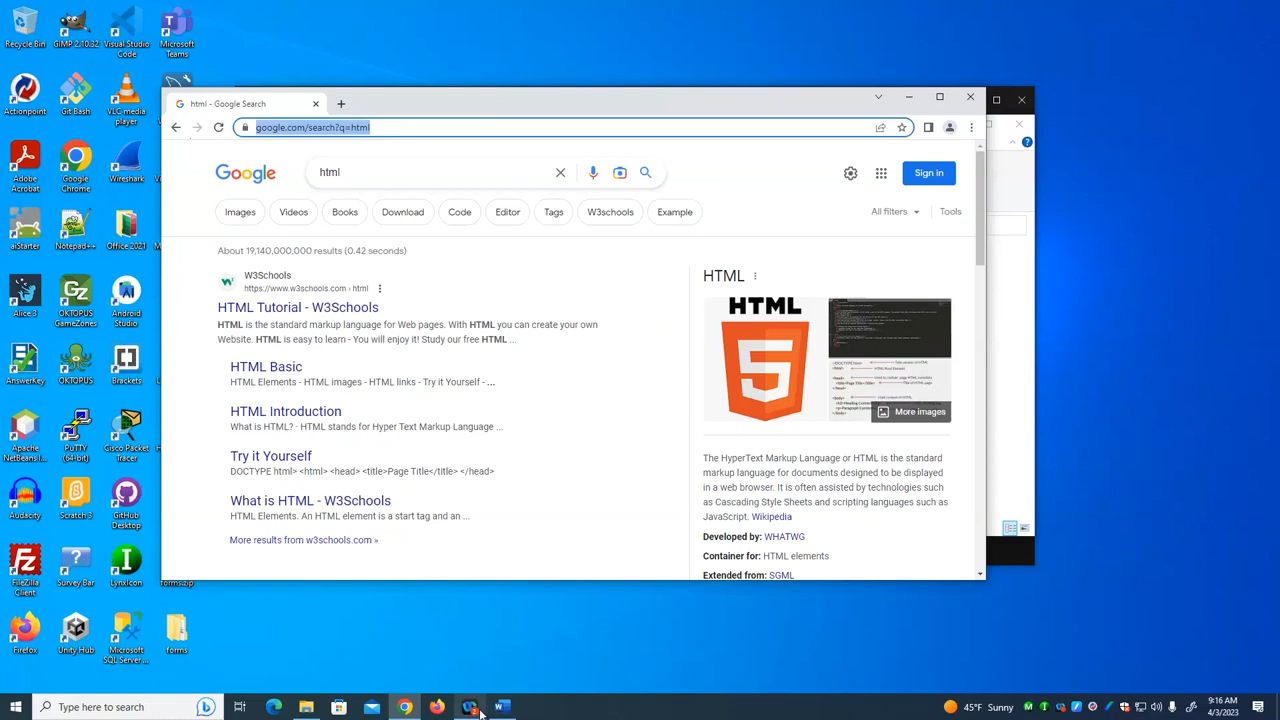 Recycle Bin
GIMP 2.10.32
Visual Studio
Code
Microsoft
Teams
Actionpoint
Git Bash
VLC media
player
Adobe
Acrobat
Google
Chrome
Wireshark
aiStarter
Notepad++
Office 2021
Alice 3
OKTOPUS
GameZones
Android
Studio
AnswerKey
OKTOPUS
Brackets
Apache
NetBeans I...
PuTTY
(64-bit)
Cisco Packet
Tracer
Audacity
Scratch 3
GitHub
Desktop
FileZilla
Client
Survey Bar
LynxIcon
forms.zip
Firefox
Unity Hub
Microsoft
SQL Server ...
forms
html - Google Search
google.com/search?q=html
Google
html
Sign in
Images
Videos
Books
Download
Code
Editor
Tags
W3schools
Example
All filters
Tools
About 19,140,000,000 results (0.42 seconds)
W3Schools
https://www.w3schools.com › html
HTML Tutorial - W3Schools
HTML is the standard markup language for Web pages. With HTML you can create your own
Website. HTML is easy to learn - You will enjoy it! Study our free HTML ...
HTML Basic
HTML Elements - HTML images - HTML links - Try it Yourself - ...
HTML Introduction
What is HTML? · HTML stands for Hyper Text Markup Language ...
Try it Yourself
DOCTYPE html> <html> <head> <title>Page Title</title> </head>
What is HTML - W3Schools
HTML Elements. An HTML element is a start tag and an ...
More results from w3schools.com »
HTML
HTML
5
More images
The HyperText Markup Language or HTML is the standard
markup language for documents designed to be displayed
in a web browser. It is often assisted by technologies such
as Cascading Style Sheets and scripting languages such as
JavaScript. Wikipedia
Developed by: WHATWG
Container for: HTML elements
Extended from: SGML
Type here to search
45°F Sunny
9:16 AM
4/3/2023